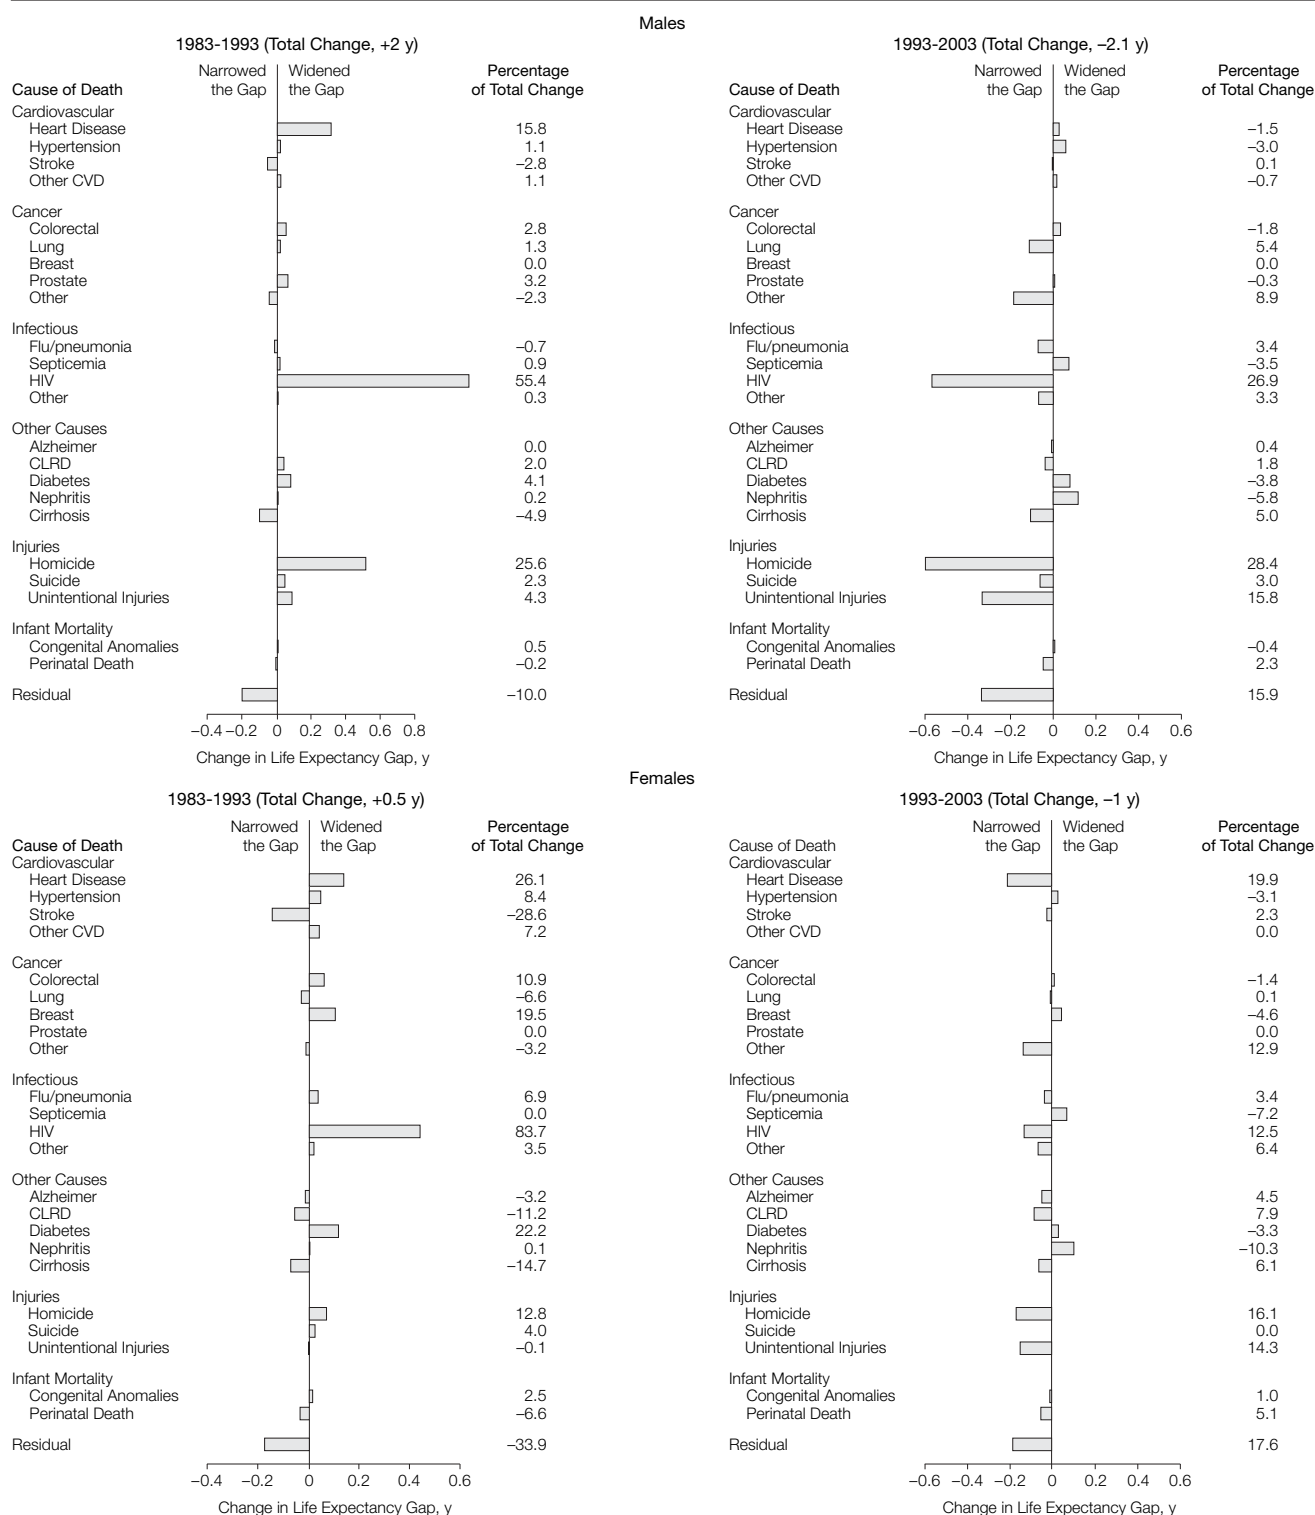 Males
1983-1993 (Total Change, +2 y)
Narrowed the Gap
Widened the Gap
Cause of Death
Percentage of Total Change
Cardiovascular
Heart Disease 15.8
Hypertension 1.1
Stroke –2.8
Other CVD 1.1
Cancer
Colorectal 2.8
Lung 1.3
Breast 0.0
Prostate 3.2
Other –2.3
Infectious
Flu/pneumonia –0.7
Septicemia 0.9
HIV 55.4
Other 0.3
Other Causes
Alzheimer 0.0
CLRD 2.0
Diabetes 4.1
Nephritis 0.2
Cirrhosis –4.9
Injuries
Homicide 25.6
Suicide 2.3
Unintentional Injuries 4.3
Infant Mortality
Congenital Anomalies 0.5
Perinatal Death –0.2
Residual –10.0
–0.4 –0.2 0 0.2 0.4 0.6 0.8
Change in Life Expectancy Gap, y
1993-2003 (Total Change, –2.1 y)
Narrowed the Gap
Widened the Gap
Cause of Death
Percentage of Total Change
Cardiovascular
Heart Disease –1.5
Hypertension –3.0
Stroke 0.1
Other CVD –0.7
Cancer
Colorectal –1.8
Lung 5.4
Breast 0.0
Prostate –0.3
Other 8.9
Infectious
Flu/pneumonia 3.4
Septicemia –3.5
HIV 26.9
Other 3.3
Other Causes
Alzheimer 0.4
CLRD 1.8
Diabetes –3.8
Nephritis –5.8
Cirrhosis 5.0
Injuries
Homicide 28.4
Suicide 3.0
Unintentional Injuries 15.8
Infant Mortality
Congenital Anomalies –0.4
Perinatal Death 2.3
Residual 15.9
–0.6 –0.4 –0.2 0 0.2 0.4 0.6
Change in Life Expectancy Gap, y
Females
1983-1993 (Total Change, +0.5 y)
Narrowed the Gap
Widened the Gap
Cause of Death
Percentage of Total Change
Cardiovascular
Heart Disease 26.1
Hypertension 8.4
Stroke –28.6
Other CVD 7.2
Cancer
Colorectal 10.9
Lung –6.6
Breast 19.5
Prostate 0.0
Other –3.2
Infectious
Flu/pneumonia 6.9
Septicemia 0.0
HIV 83.7
Other 3.5
Other Causes
Alzheimer –3.2
CLRD –11.2
Diabetes 22.2
Nephritis 0.1
Cirrhosis –14.7
Injuries
Homicide 12.8
Suicide 4.0
Unintentional Injuries –0.1
Infant Mortality
Congenital Anomalies 2.5
Perinatal Death –6.6
Residual –33.9
–0.4 –0.2 0 0.2 0.4 0.6
Change in Life Expectancy Gap, y
1993-2003 (Total Change, –1 y)
Narrowed the Gap
Widened the Gap
Cause of Death
Percentage of Total Change
Cardiovascular
Heart Disease 19.9
Hypertension –3.1
Stroke 2.3
Other CVD 0.0
Cancer
Colorectal –1.4
Lung 0.1
Breast –4.6
Prostate 0.0
Other 12.9
Infectious
Flu/pneumonia 3.4
Septicemia –7.2
HIV 12.5
Other 6.4
Other Causes
Alzheimer 4.5
CLRD 7.9
Diabetes –3.3
Nephritis –10.3
Cirrhosis 6.1
Injuries
Homicide 16.1
Suicide 0.0
Unintentional Injuries 14.3
Infant Mortality
Congenital Anomalies 1.0
Perinatal Death 5.1
Residual 17.6
–0.6 –0.4 –0.2 0 0.2 0.4 0.6
Change in Life Expectancy Gap, y